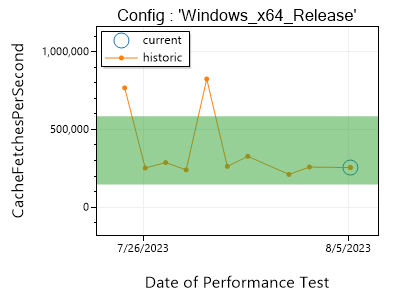 Config : 'Windows_x64_Release'
current
historic
CacheFetchesPerSecond
1,000,000
500,000
0
7/26/2023
8/5/2023
Date of Performance Test